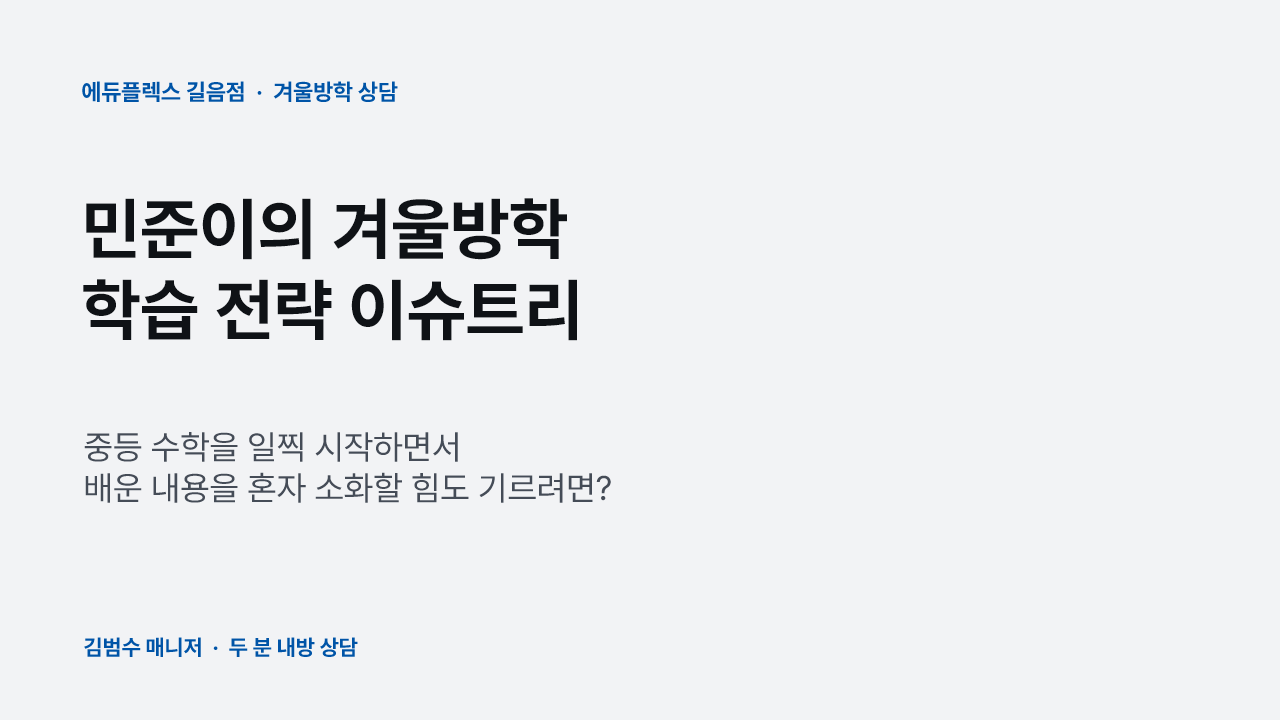 에듀플렉스 길음점 · 겨울방학 상담
민준이의 겨울방학
학습 전략 이슈트리
중등 수학을 일찍 시작하면서
배운 내용을 혼자 소화할 힘도 기르려면?
김범수 매니저 · 두 분 내방 상담